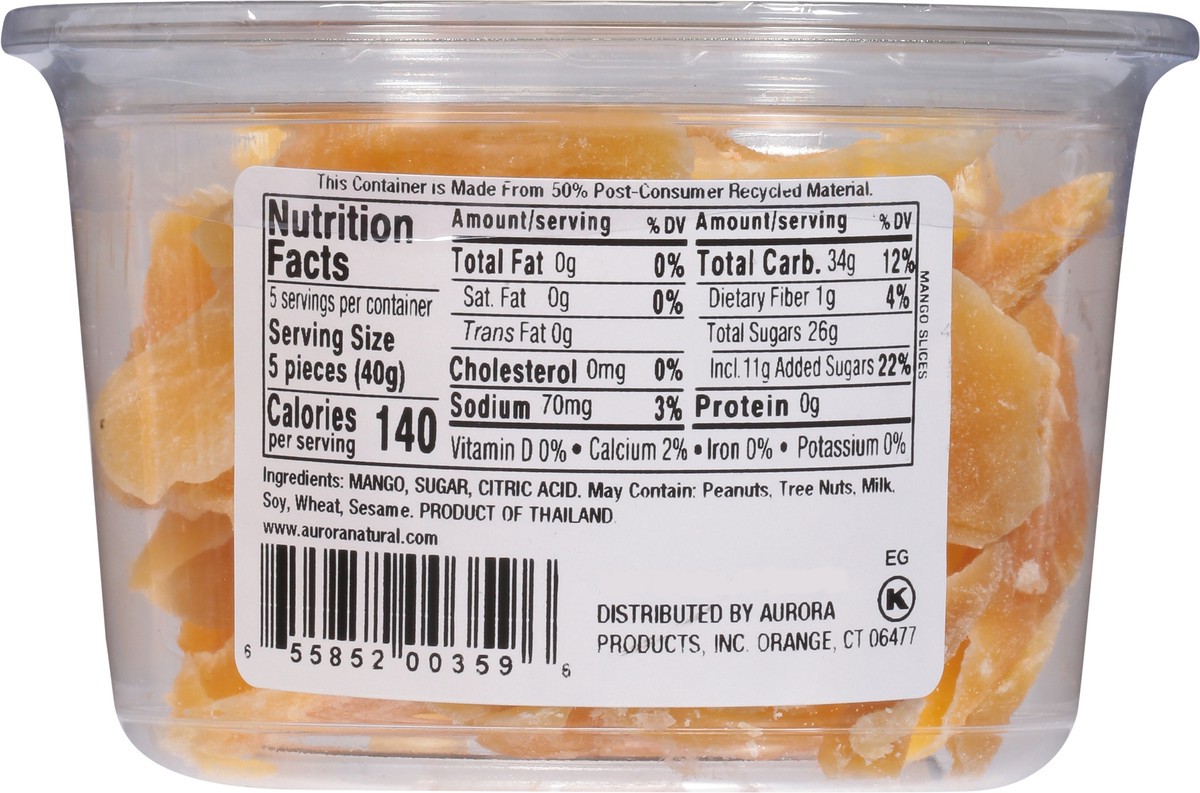 This Container is Made From 50% Post-Consumer Recycled Material.
Nutrition
Facts
5 servings per container
Serving Size
5 pieces (40g)
Calories 140
per serving
Amount/serving % DV
Total Fat 0g 0%
Sat. Fat 0g 0%
Trans Fat 0g
Cholesterol 0mg 0%
Sodium 70mg 3%
Amount/serving % DV
Total Carb. 34g 12%
Dietary Fiber 1g 4%
Total Sugars 26g
Incl. 11g Added Sugars 22%
Protein 0g
Vitamin D 0% • Calcium 2% • Iron 0% • Potassium 0%
MANGO SLICES
Ingredients: MANGO, SUGAR, CITRIC ACID. May Contain: Peanuts, Tree Nuts, Milk,
Soy, Wheat, Sesame. PRODUCT OF THAILAND
www.auroranatural.com
6 55852 00359 6
EG
K
DISTRIBUTED BY AURORA
PRODUCTS, INC. ORANGE, CT 06477